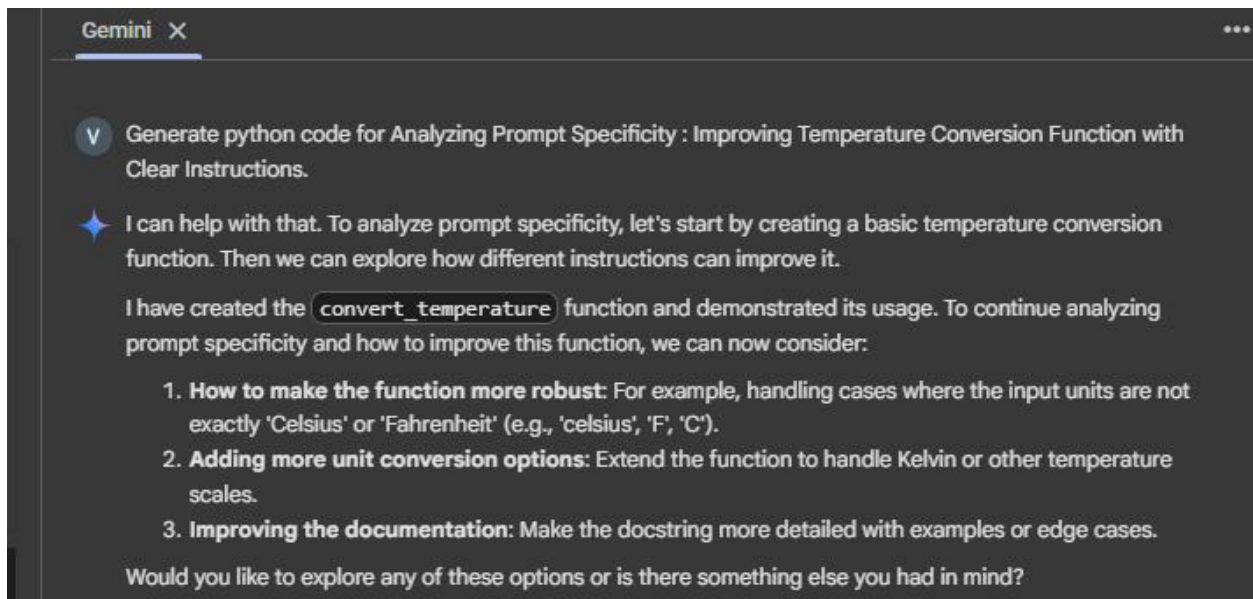 Gemini
V
Generate python code for Analyzing Prompt Specificity : Improving Temperature Conversion Function with
Clear Instructions.
I can help with that. To analyze prompt specificity, let's start by creating a basic temperature conversion
function. Then we can explore how different instructions can improve it.
I have created the convert_temperature function and demonstrated its usage. To continue analyzing
prompt specificity and how to improve this function, we can now consider:
1. How to make the function more robust: For example, handling cases where the input units are not
exactly 'Celsius' or 'Fahrenheit' (e.g., 'celsius', 'F', 'C').
2. Adding more unit conversion options: Extend the function to handle Kelvin or other temperature
scales.
3. Improving the documentation: Make the docstring more detailed with examples or edge cases.
Would you like to explore any of these options or is there something else you had in mind?